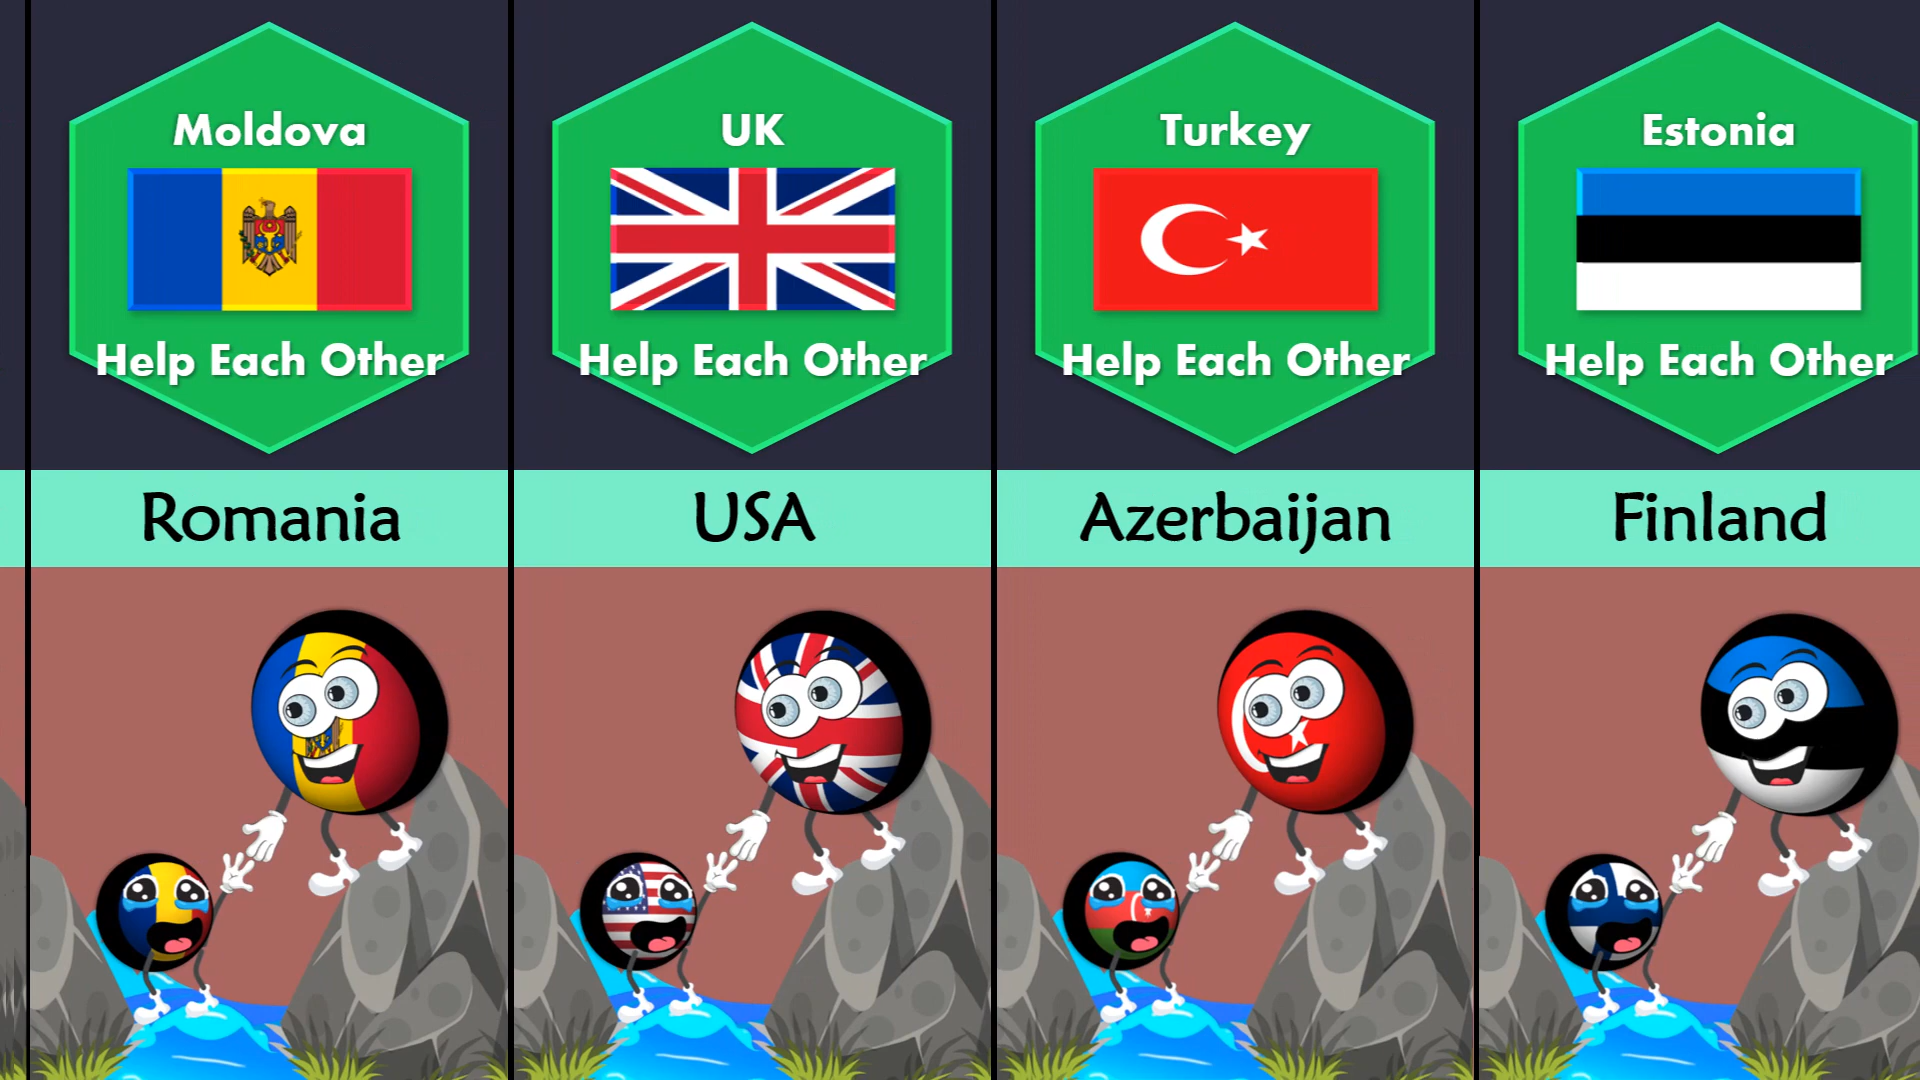 Moldova
Help Each Other
Romania
UK
Help Each Other
USA
Turkey
Help Each Other
Azerbaijan
Estonia
Help Each Other
Finland